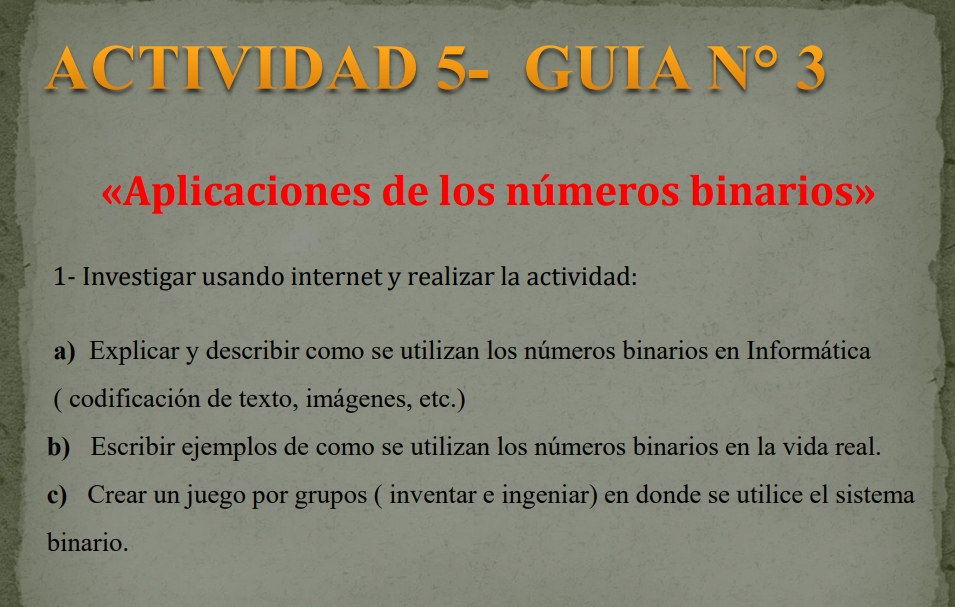 ACTIVIDAD 5- GUIA N° 3
«Aplicaciones de los números binarios»
1- Investigar usando internet y realizar la actividad:
a) Explicar y describir como se utilizan los números binarios en Informática
( codificación de texto, imágenes, etc.)
b) Escribir ejemplos de como se utilizan los números binarios en la vida real.
c) Crear un juego por grupos ( inventar e ingeniar) en donde se utilice el sistema
binario.